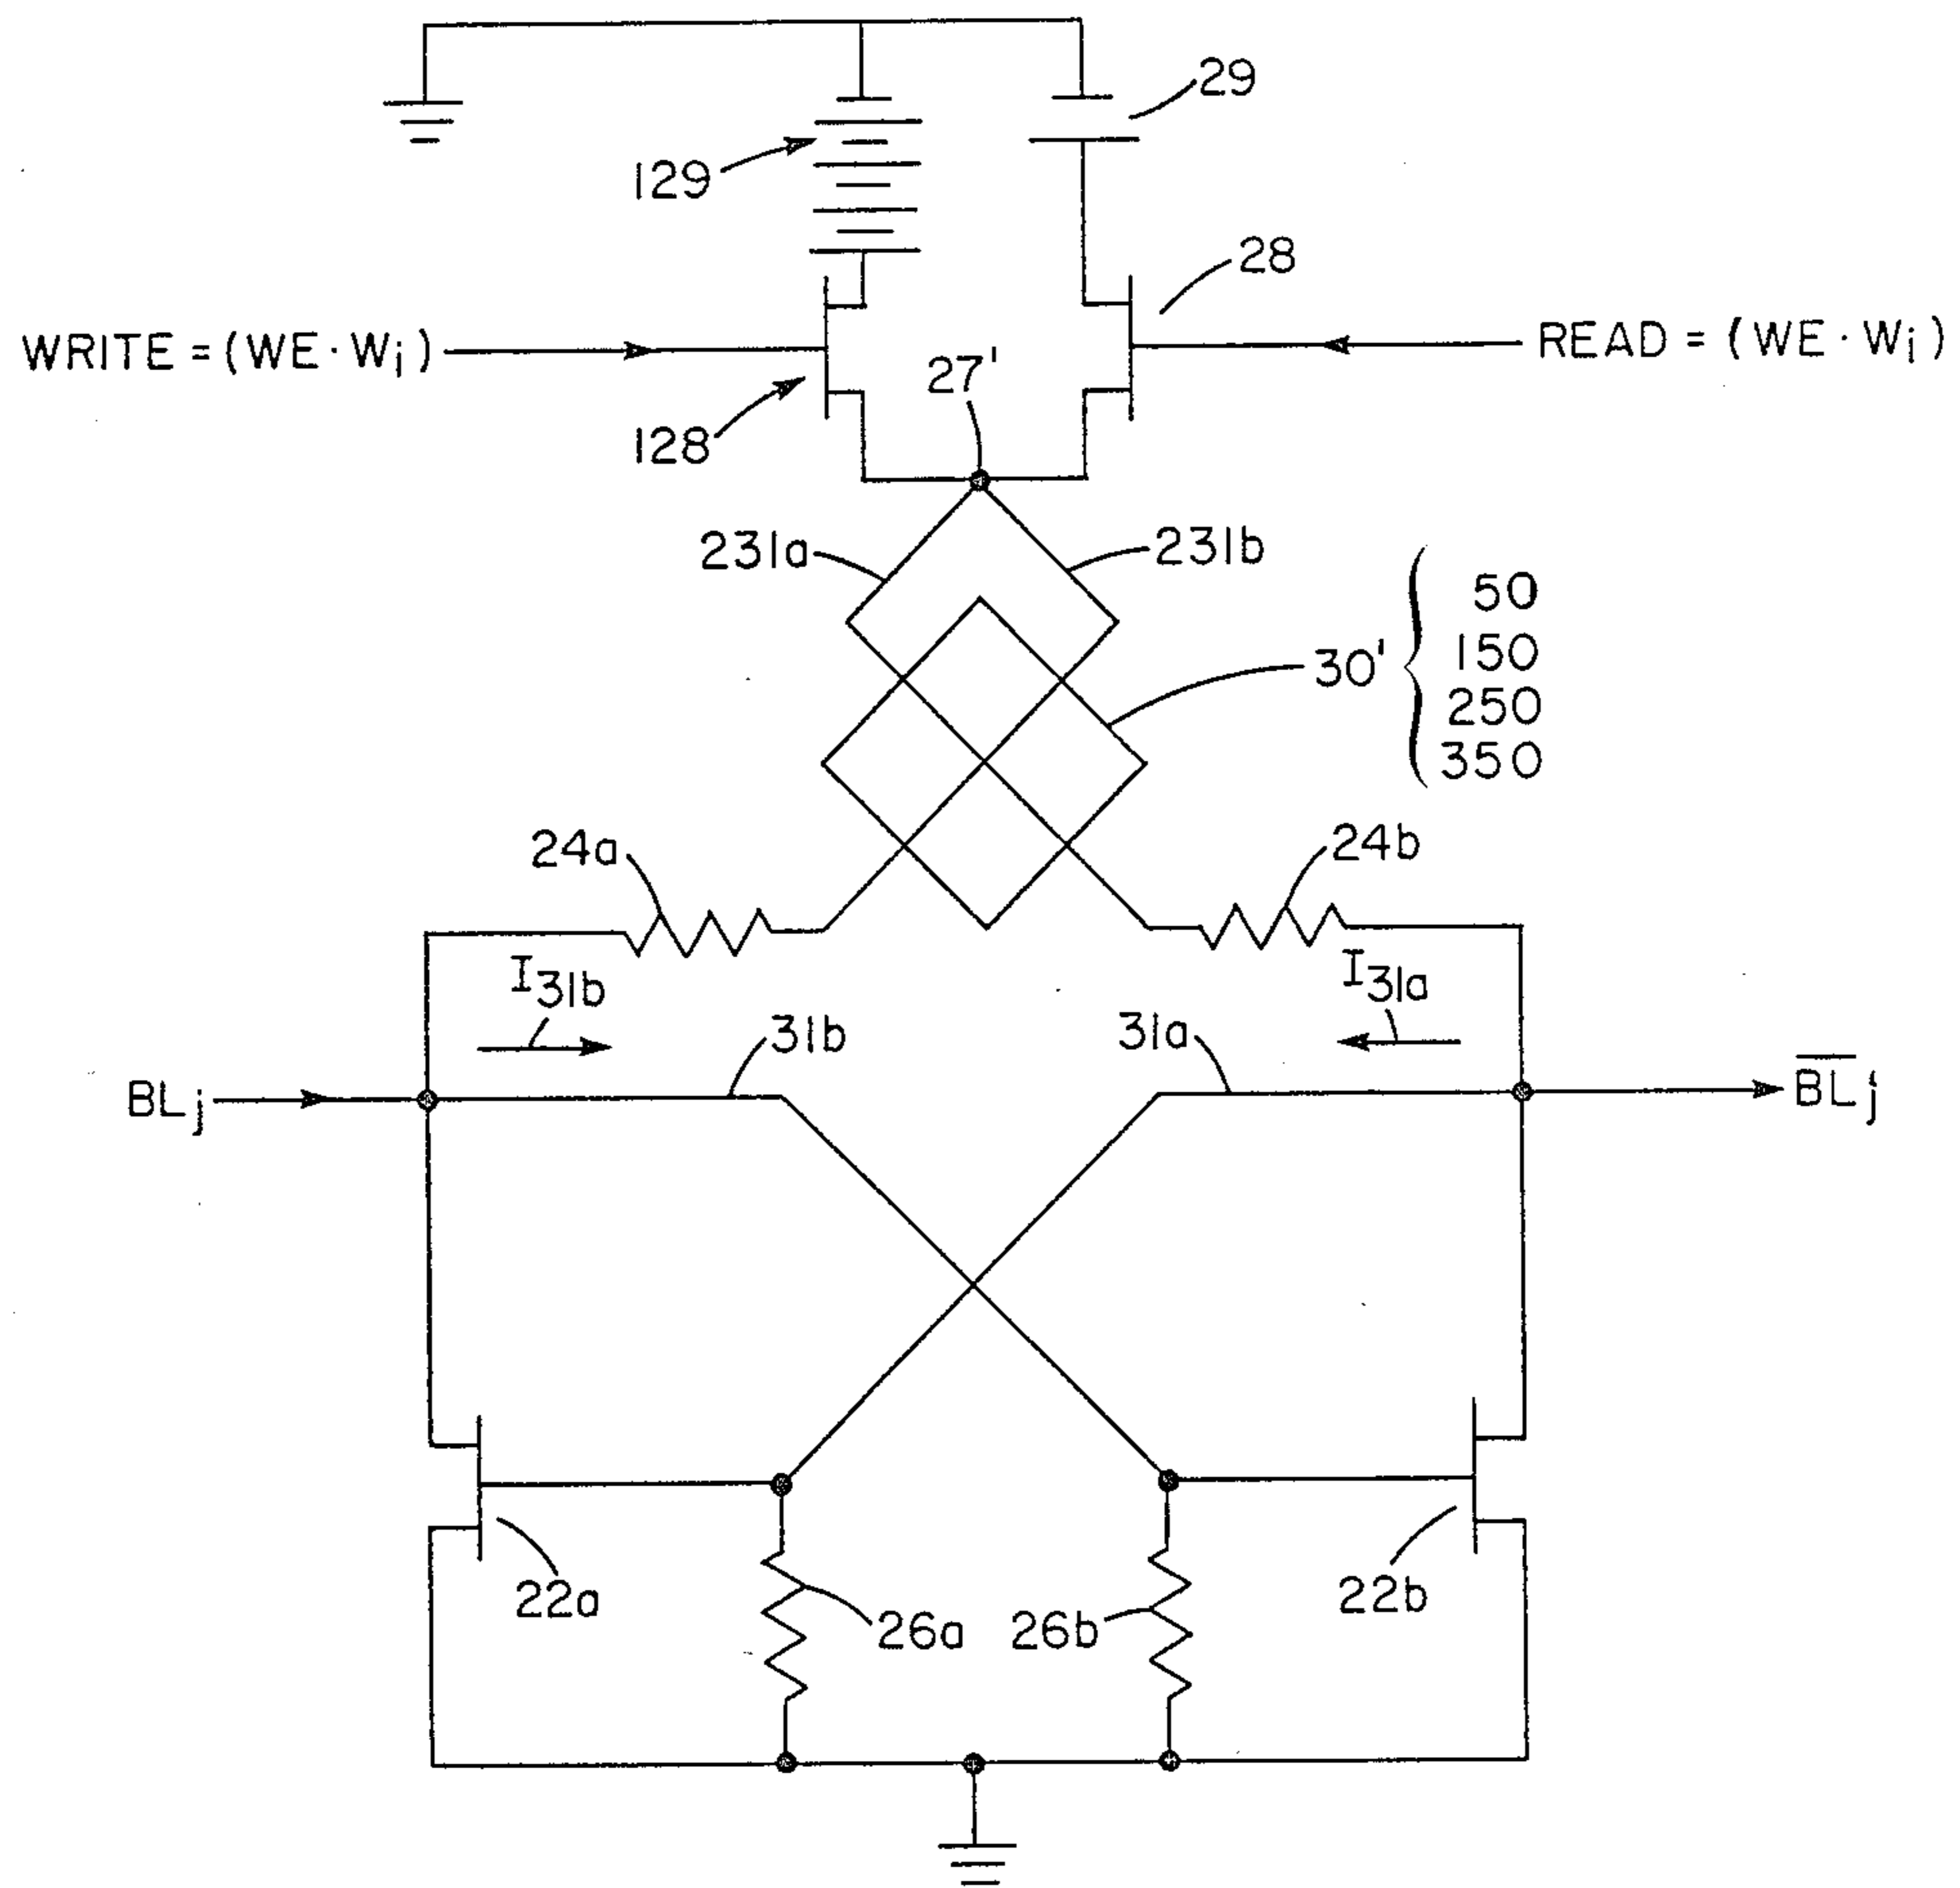 29
129
28
WRITE = (WE · Wi)
READ = (WE · Wi)
27'
128
231a
231b
50
30'
150
250
350
24a
24b
I31b
I31a
31b
31a
BLj
B̅L̅j
22a
26a
26b
22b